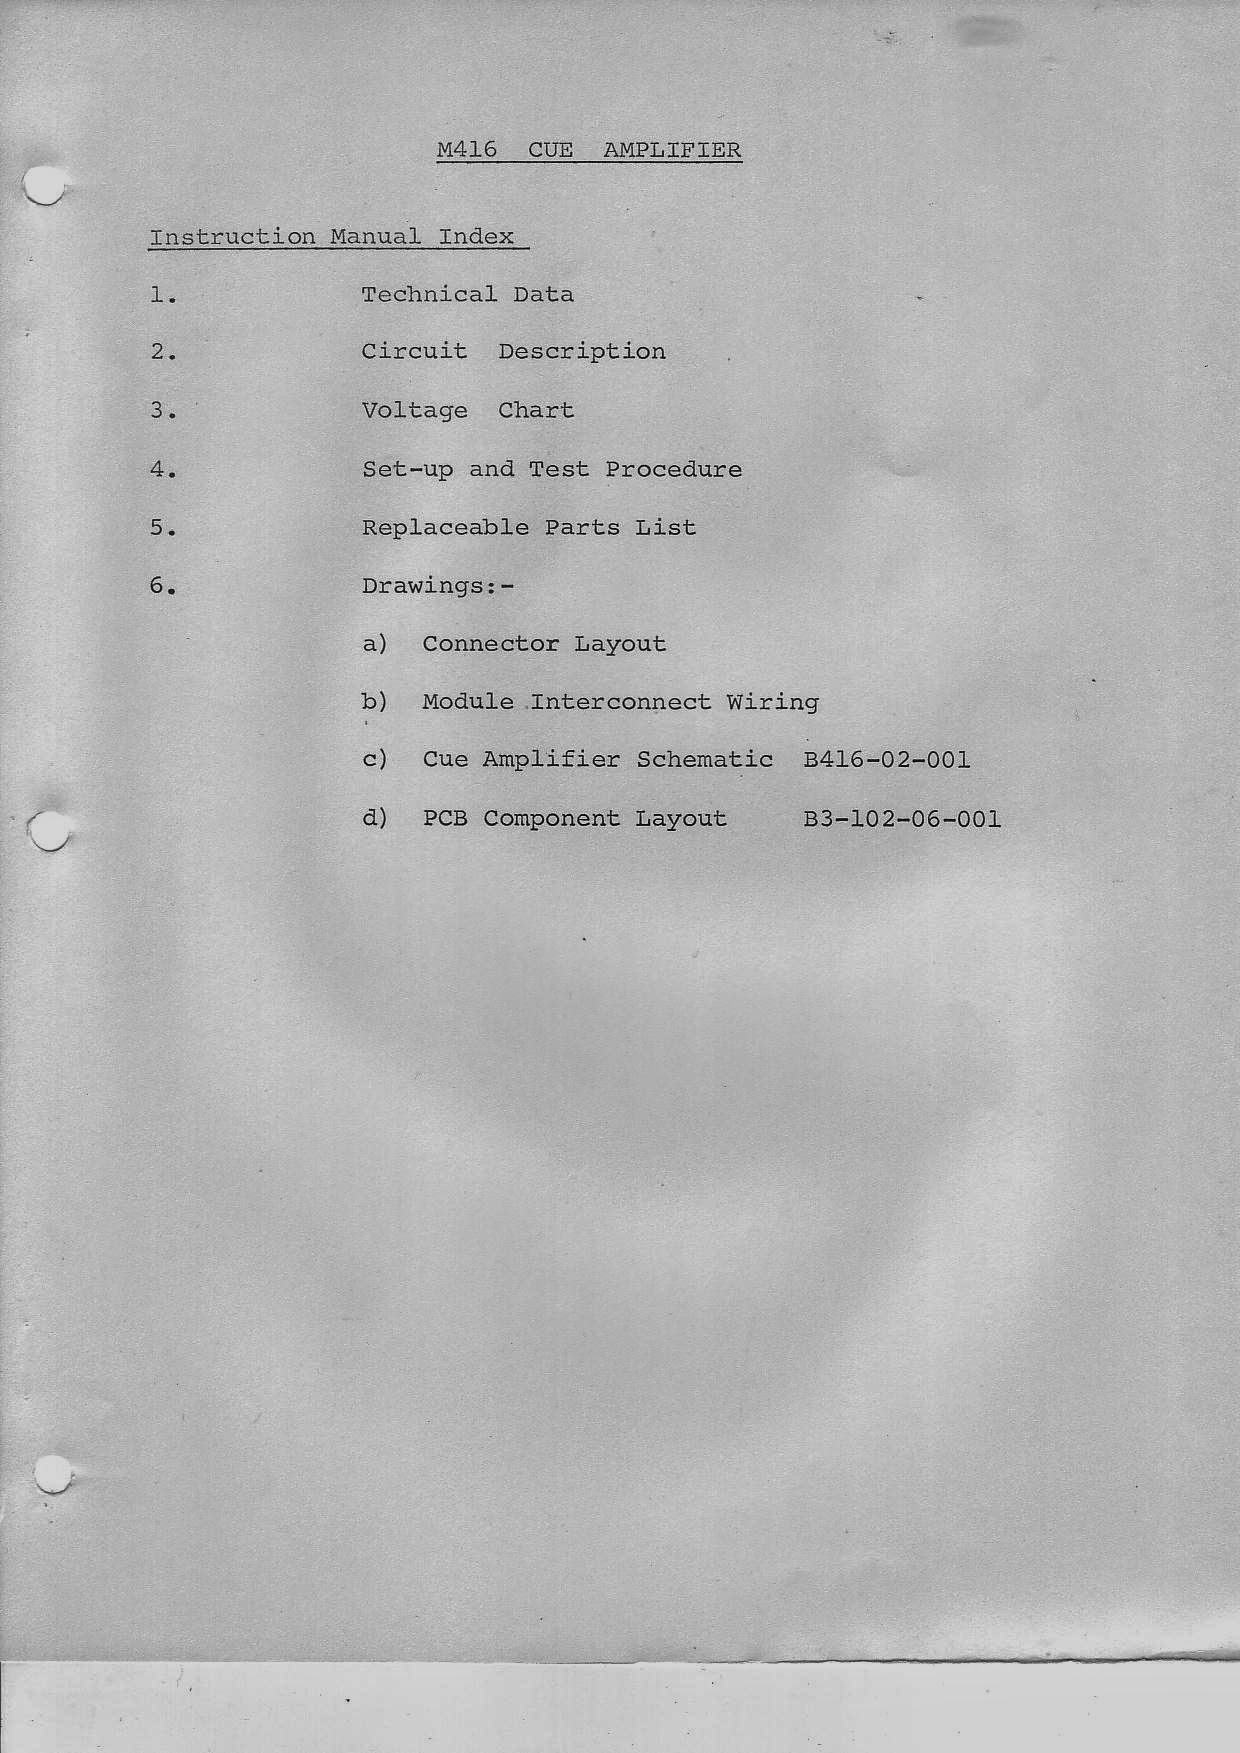 M416 CUE AMPLIFIER
Instruction Manual Index
1. Technical Data
2. Circuit Description
3. Voltage Chart
4. Set-up and Test Procedure
5. Replaceable Parts List
6. Drawings:-
a) Connector Layout
b) Module Interconnect Wiring
c) Cue Amplifier Schematic B416-02-001
d) PCB Component Layout B3-102-06-001